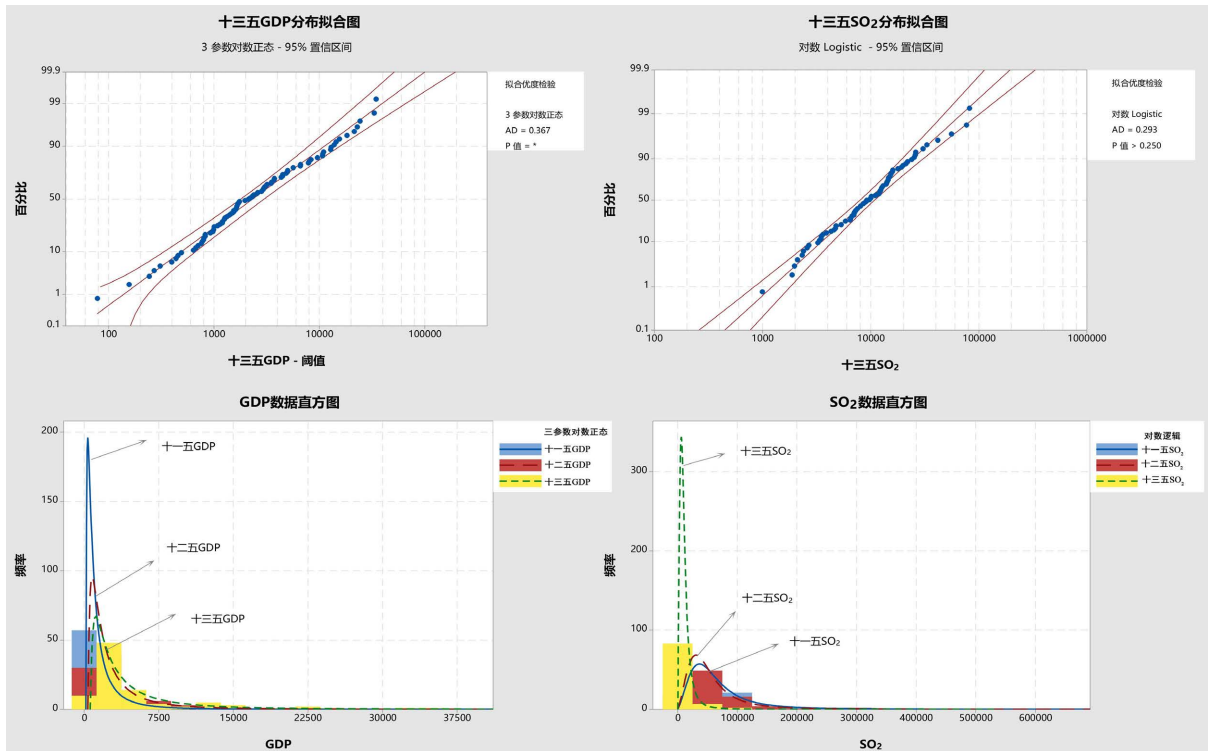 十三五GDP分布拟合图
3 参数对数正态 - 95% 置信区间
99.9
99
90
50
10
1
0.1
百分比
100
1000
10000
100000
十三五GDP - 阈值
拟合优度检验
3 参数对数正态
AD = 0.367
P 值 = *
十三五SO₂分布拟合图
对数 Logistic - 95% 置信区间
99.9
99
90
50
10
1
0.1
百分比
100
1000
10000
100000
1000000
十三五SO₂
拟合优度检验
对数 Logistic
AD = 0.293
P 值 > 0.250
GDP数据直方图
200
150
100
50
0
频率
十一五GDP
十二五GDP
十三五GDP
0
7500
15000
22500
30000
37500
GDP
三参数对数正态
十一五GDP
十二五GDP
十三五GDP
SO₂数据直方图
300
200
100
0
频率
十三五SO₂
十二五SO₂
十一五SO₂
0
100000
200000
300000
400000
500000
600000
SO₂
对数逻辑
十一五SO₂
十二五SO₂
十三五SO₂